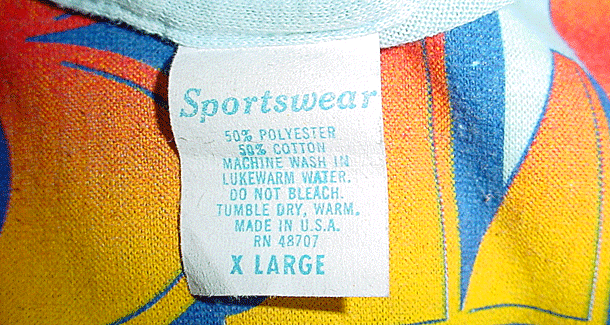 Sportswear
50% POLYESTER
50% COTTON
MACHINE WASH IN
LUKEWARM WATER.
DO NOT BLEACH.
TUMBLE DRY, WARM.
MADE IN U.S.A.
RN 48707
X LARGE